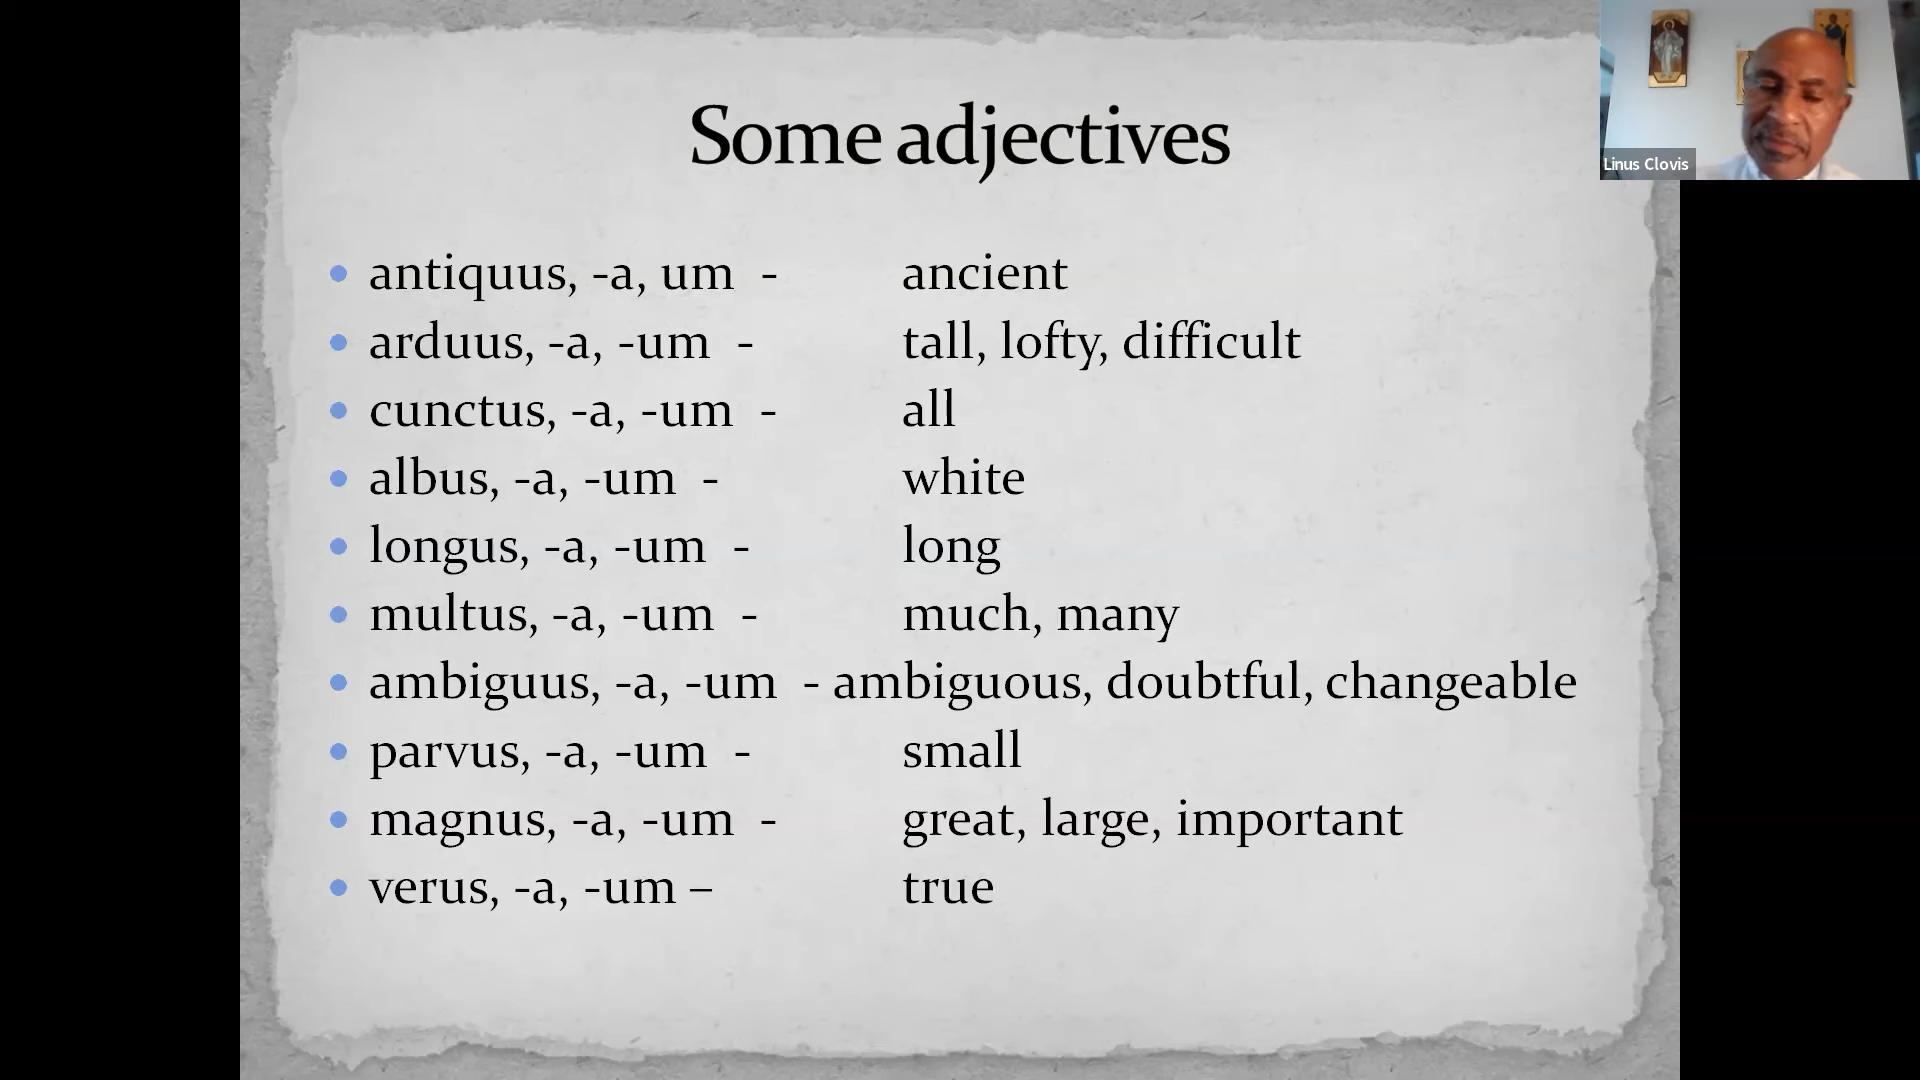 Some adjectives
Linus Clovis
antiquus, -a, um - ancient
arduus, -a, -um - tall, lofty, difficult
cunctus, -a, -um - all
albus, -a, -um - white
longus, -a, -um - long
multus, -a, -um - much, many
ambiguus, -a, -um - ambiguous, doubtful, changeable
parvus, -a, -um - small
magnus, -a, -um - great, large, important
verus, -a, -um – true